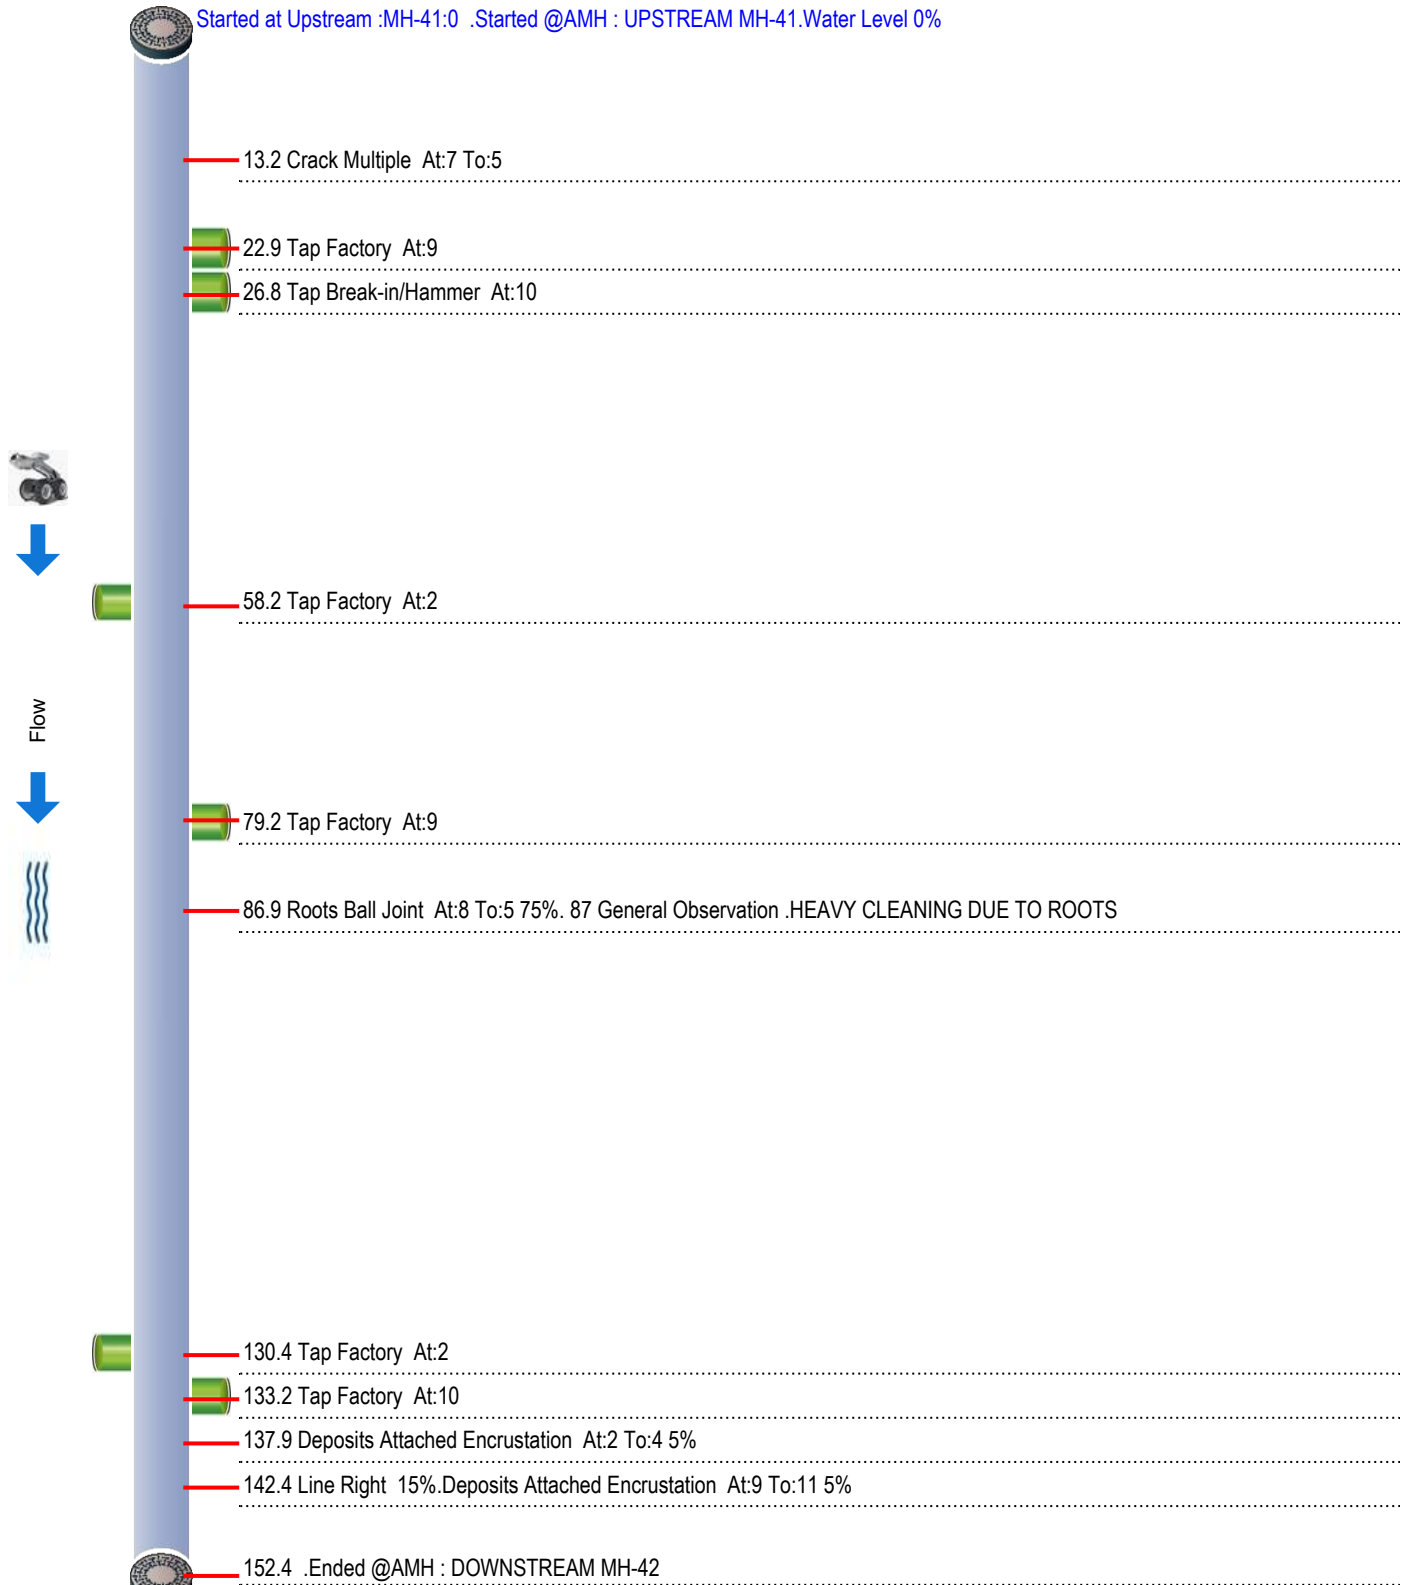 Started at Upstream :MH-41:0 .Started @AMH : UPSTREAM MH-41.Water Level 0%
13.2 Crack Multiple At:7 To:5
22.9 Tap Factory At:9
26.8 Tap Break-in/Hammer At:10
58.2 Tap Factory At:2
Flow
79.2 Tap Factory At:9
86.9 Roots Ball Joint At:8 To:5 75%. 87 General Observation .HEAVY CLEANING DUE TO ROOTS
130.4 Tap Factory At:2
133.2 Tap Factory At:10
137.9 Deposits Attached Encrustation At:2 To:4 5%
142.4 Line Right 15%.Deposits Attached Encrustation At:9 To:11 5%
152.4 .Ended @AMH : DOWNSTREAM MH-42